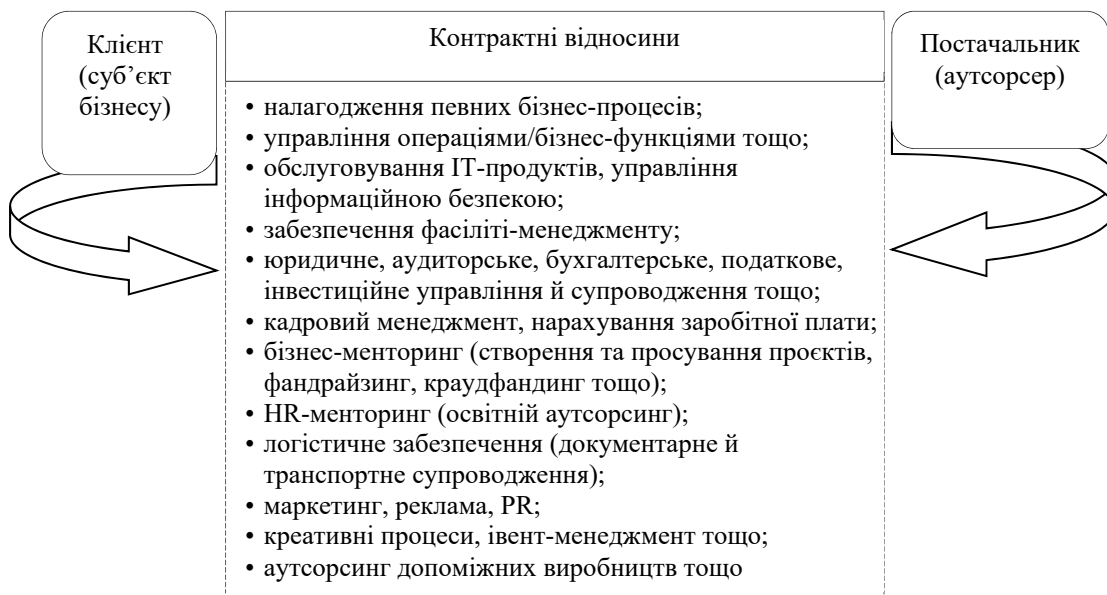 Клієнт
(суб’єкт
бізнесу)
Контрактні відносини
Постачальник
(аутсорсер)
• налагодження певних бізнес-процесів;
• управління операціями/бізнес-функціями тощо;
• обслуговування ІТ-продуктів, управління
інформаційною безпекою;
• забезпечення фасіліті-менеджменту;
• юридичне, аудиторське, бухгалтерське, податкове,
інвестиційне управління й супроводження тощо;
• кадровий менеджмент, нарахування заробітної плати;
• бізнес-менторинг (створення та просування проєктів,
фандрайзинг, краудфандинг тощо);
• HR-менторинг (освітній аутсорсинг);
• логістичне забезпечення (документарне й
транспортне супроводження);
• маркетинг, реклама, PR;
• креативні процеси, івент-менеджмент тощо;
• аутсорсинг допоміжних виробництв тощо